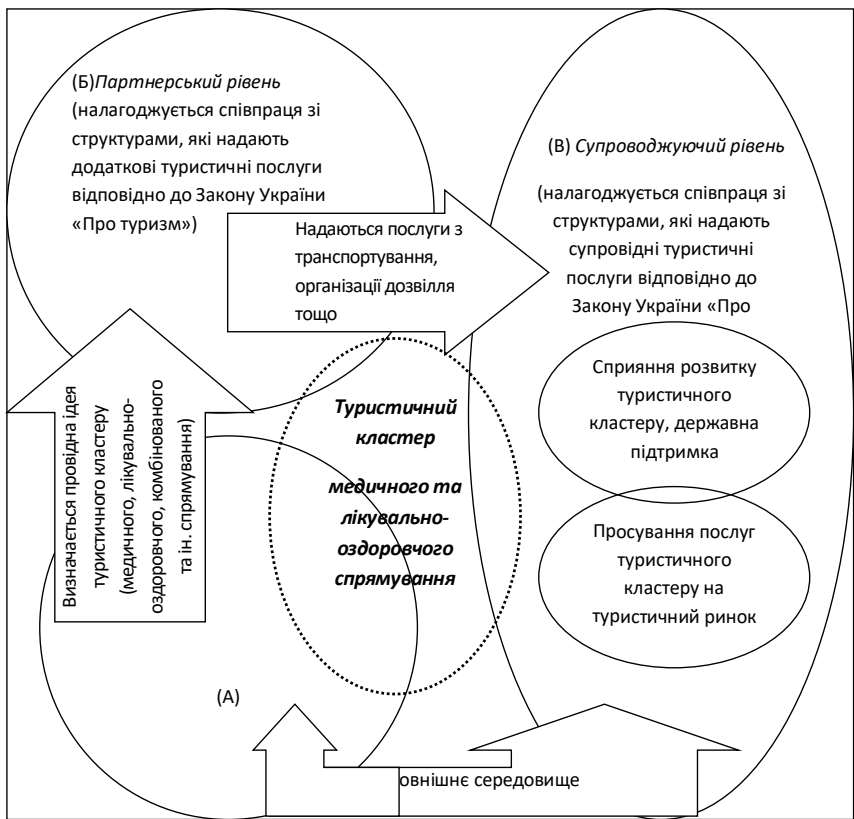 (Б)Партнерський рівень
(налагоджується співпраця зі
структурами, які надають
додаткові туристичні послуги
відповідно до Закону України
«Про туризм»)
Надаються послуги з
транспортування,
організації дозвілля
тощо
(В) Супроводжуючий рівень
(налагоджується співпраця зі
структурами, які надають
супровідні туристичні
послуги відповідно до
Закону України «Про
Визначається провідна ідея
туристичного кластеру
(медичного, лікувально-
оздоровчого, комбінованого
та ін. спрямування)
Туристичний
кластер
медичного та
лікувально-
оздоровчого
спрямування
Сприяння розвитку
туристичного
кластеру, державна
підтримка
Просування послуг
туристичного
кластеру на
туристичний ринок
(А)
овнішнє середовище